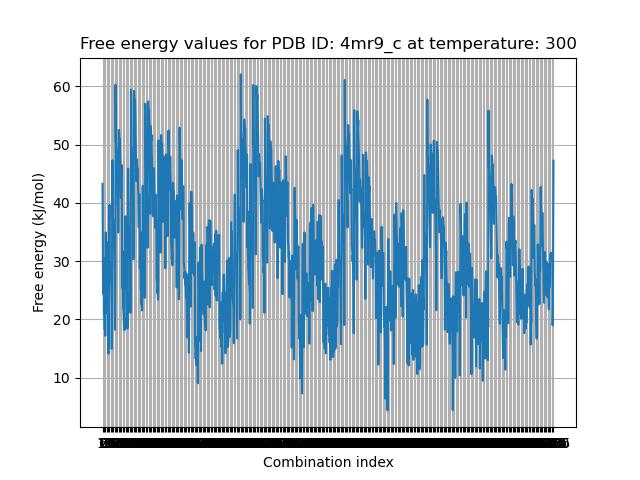 Free energy values for PDB ID: 4mr9_c at temperature: 300
60
50
40
30
20
10
Free energy (kJ/mol)
Combination index